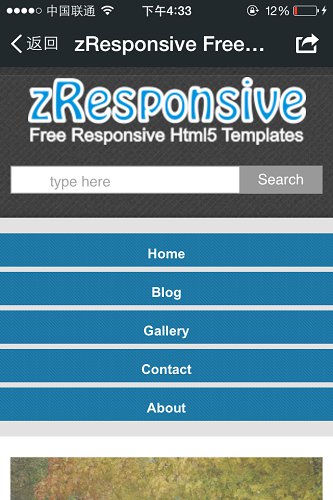 中国联通 下午4:33 12%
返回 zResponsive Free...
zResponsive
Free Responsive Html5 Templates
type here Search
Home
Blog
Gallery
Contact
About